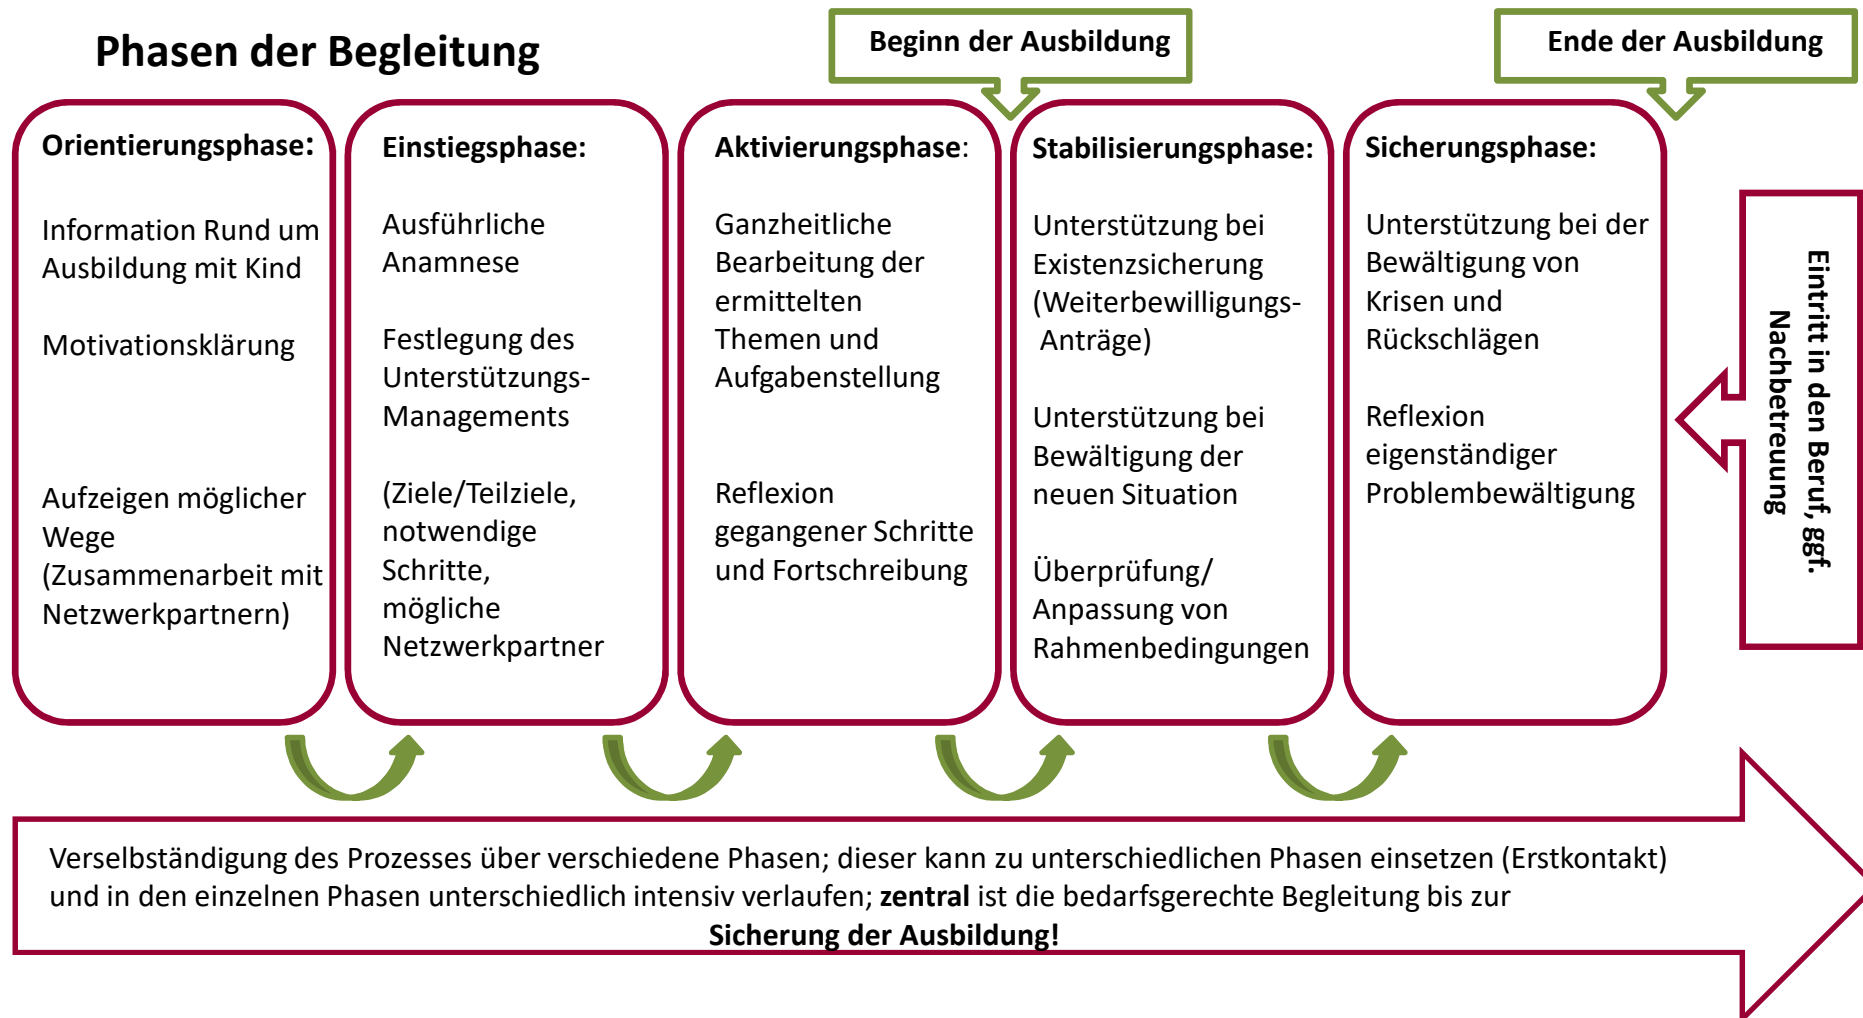 Phasen der Begleitung
Beginn der Ausbildung
Ende der Ausbildung
Orientierungsphase:
Information Rund um
Ausbildung mit Kind
Motivationsklärung
Aufzeigen möglicher
Wege
(Zusammenarbeit mit
Netzwerkpartnern)
Einstiegsphase:
Ausführliche
Anamnese
Festlegung des
Unterstützungs-
Managements
(Ziele/Teilziele,
notwendige
Schritte,
mögliche
Netzwerkpartner
Aktivierungsphase:
Ganzheitliche
Bearbeitung der
ermittelten
Themen und
Aufgabenstellung
Reflexion
gegangener Schritte
und Fortschreibung
Stabilisierungsphase:
Unterstützung bei
Existenzsicherung
(Weiterbewilligungs-
Anträge)
Unterstützung bei
Bewältigung der
neuen Situation
Überprüfung/
Anpassung von
Rahmenbedingungen
Sicherungsphase:
Unterstützung bei der
Bewältigung von
Krisen und
Rückschlägen
Reflexion
eigenständiger
Problembewältigung
Eintritt in den Beruf, ggf.
Nachbetreuung
Verselbständigung des Prozesses über verschiedene Phasen; dieser kann zu unterschiedlichen Phasen einsetzen (Erstkontakt)
und in den einzelnen Phasen unterschiedlich intensiv verlaufen; zentral ist die bedarfsgerechte Begleitung bis zur
Sicherung der Ausbildung!